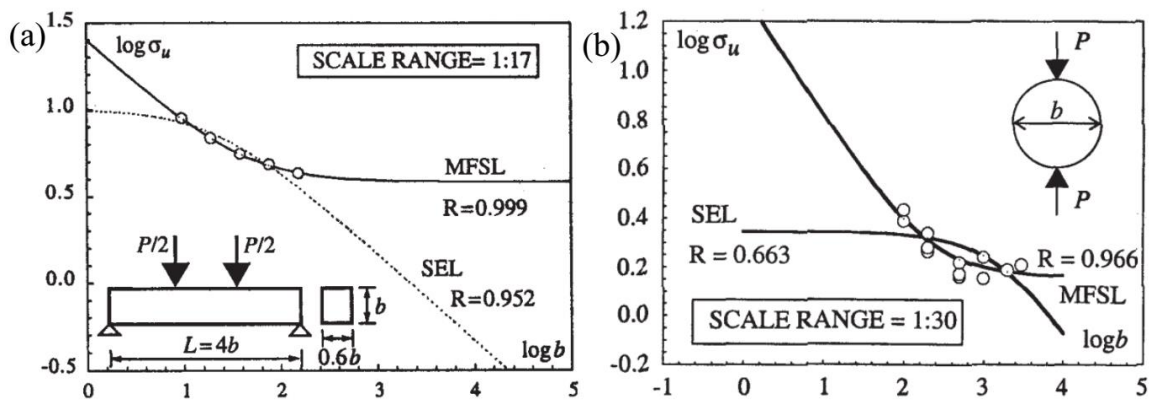 (a)
1.5
1.0
0.5
0.0
-0.5
log σu
SCALE RANGE= 1:17
MFSL
R=0.999
SEL
R=0.952
P/2
P/2
b
L=4b
0.6b
log b
0
1
2
3
4
5
(b)
1.2
1.0
0.8
0.6
0.4
0.2
0.0
-0.2
log σu
P
b
P
SEL
R = 0.663
R = 0.966
MFSL
SCALE RANGE = 1:30
log b
-1
0
1
2
3
4
5